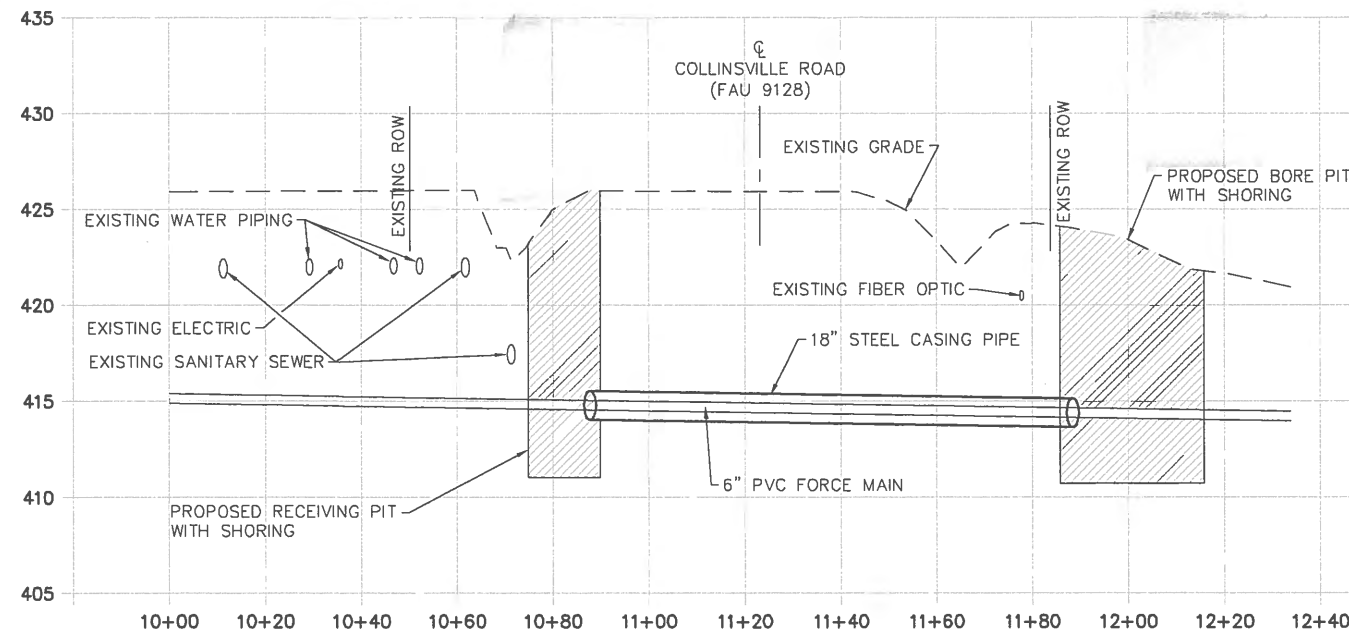 435
℄
COLLINSVILLE ROAD
(FAU 9128)
430
EXISTING ROW
EXISTING GRADE
EXISTING ROW
PROPOSED BORE PIT
WITH SHORING
425
EXISTING WATER PIPING
420
EXISTING FIBER OPTIC
EXISTING ELECTRIC
EXISTING SANITARY SEWER
18" STEEL CASING PIPE
415
6" PVC FORCE MAIN
410
PROPOSED RECEIVING PIT
WITH SHORING
405
10+00 10+20 10+40 10+60 10+80 11+00 11+20 11+40 11+60 11+80 12+00 12+20 12+40